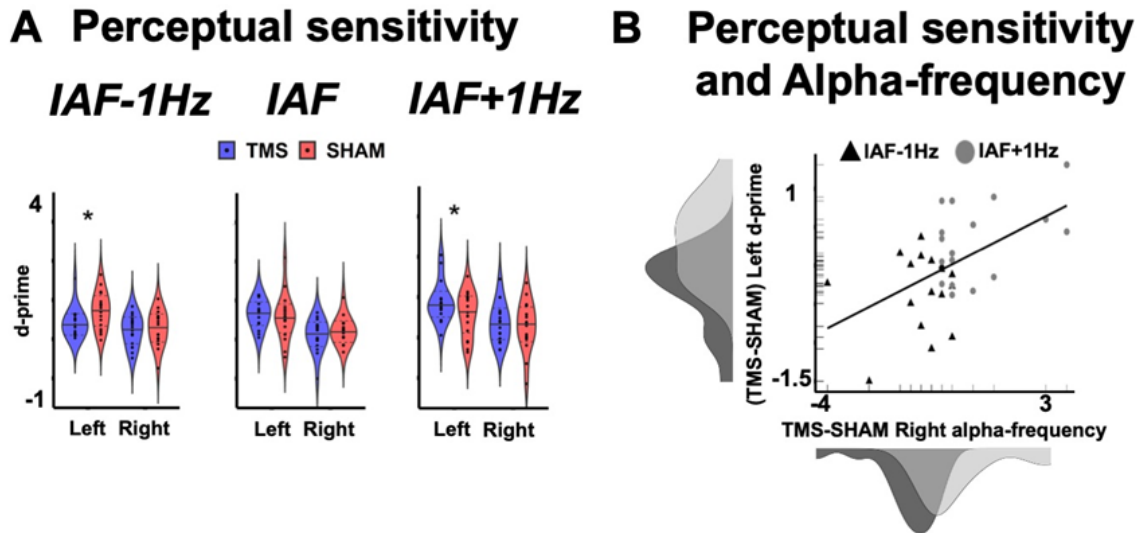 A Perceptual sensitivity
IAF-1Hz IAF IAF+1Hz
TMS SHAM
4
* *
d-prime
-1
Left Right Left Right Left Right
B Perceptual sensitivity
and Alpha-frequency
IAF-1Hz IAF+1Hz
1
(TMS-SHAM) Left d-prime
-1.5
-4 3
TMS-SHAM Right alpha-frequency